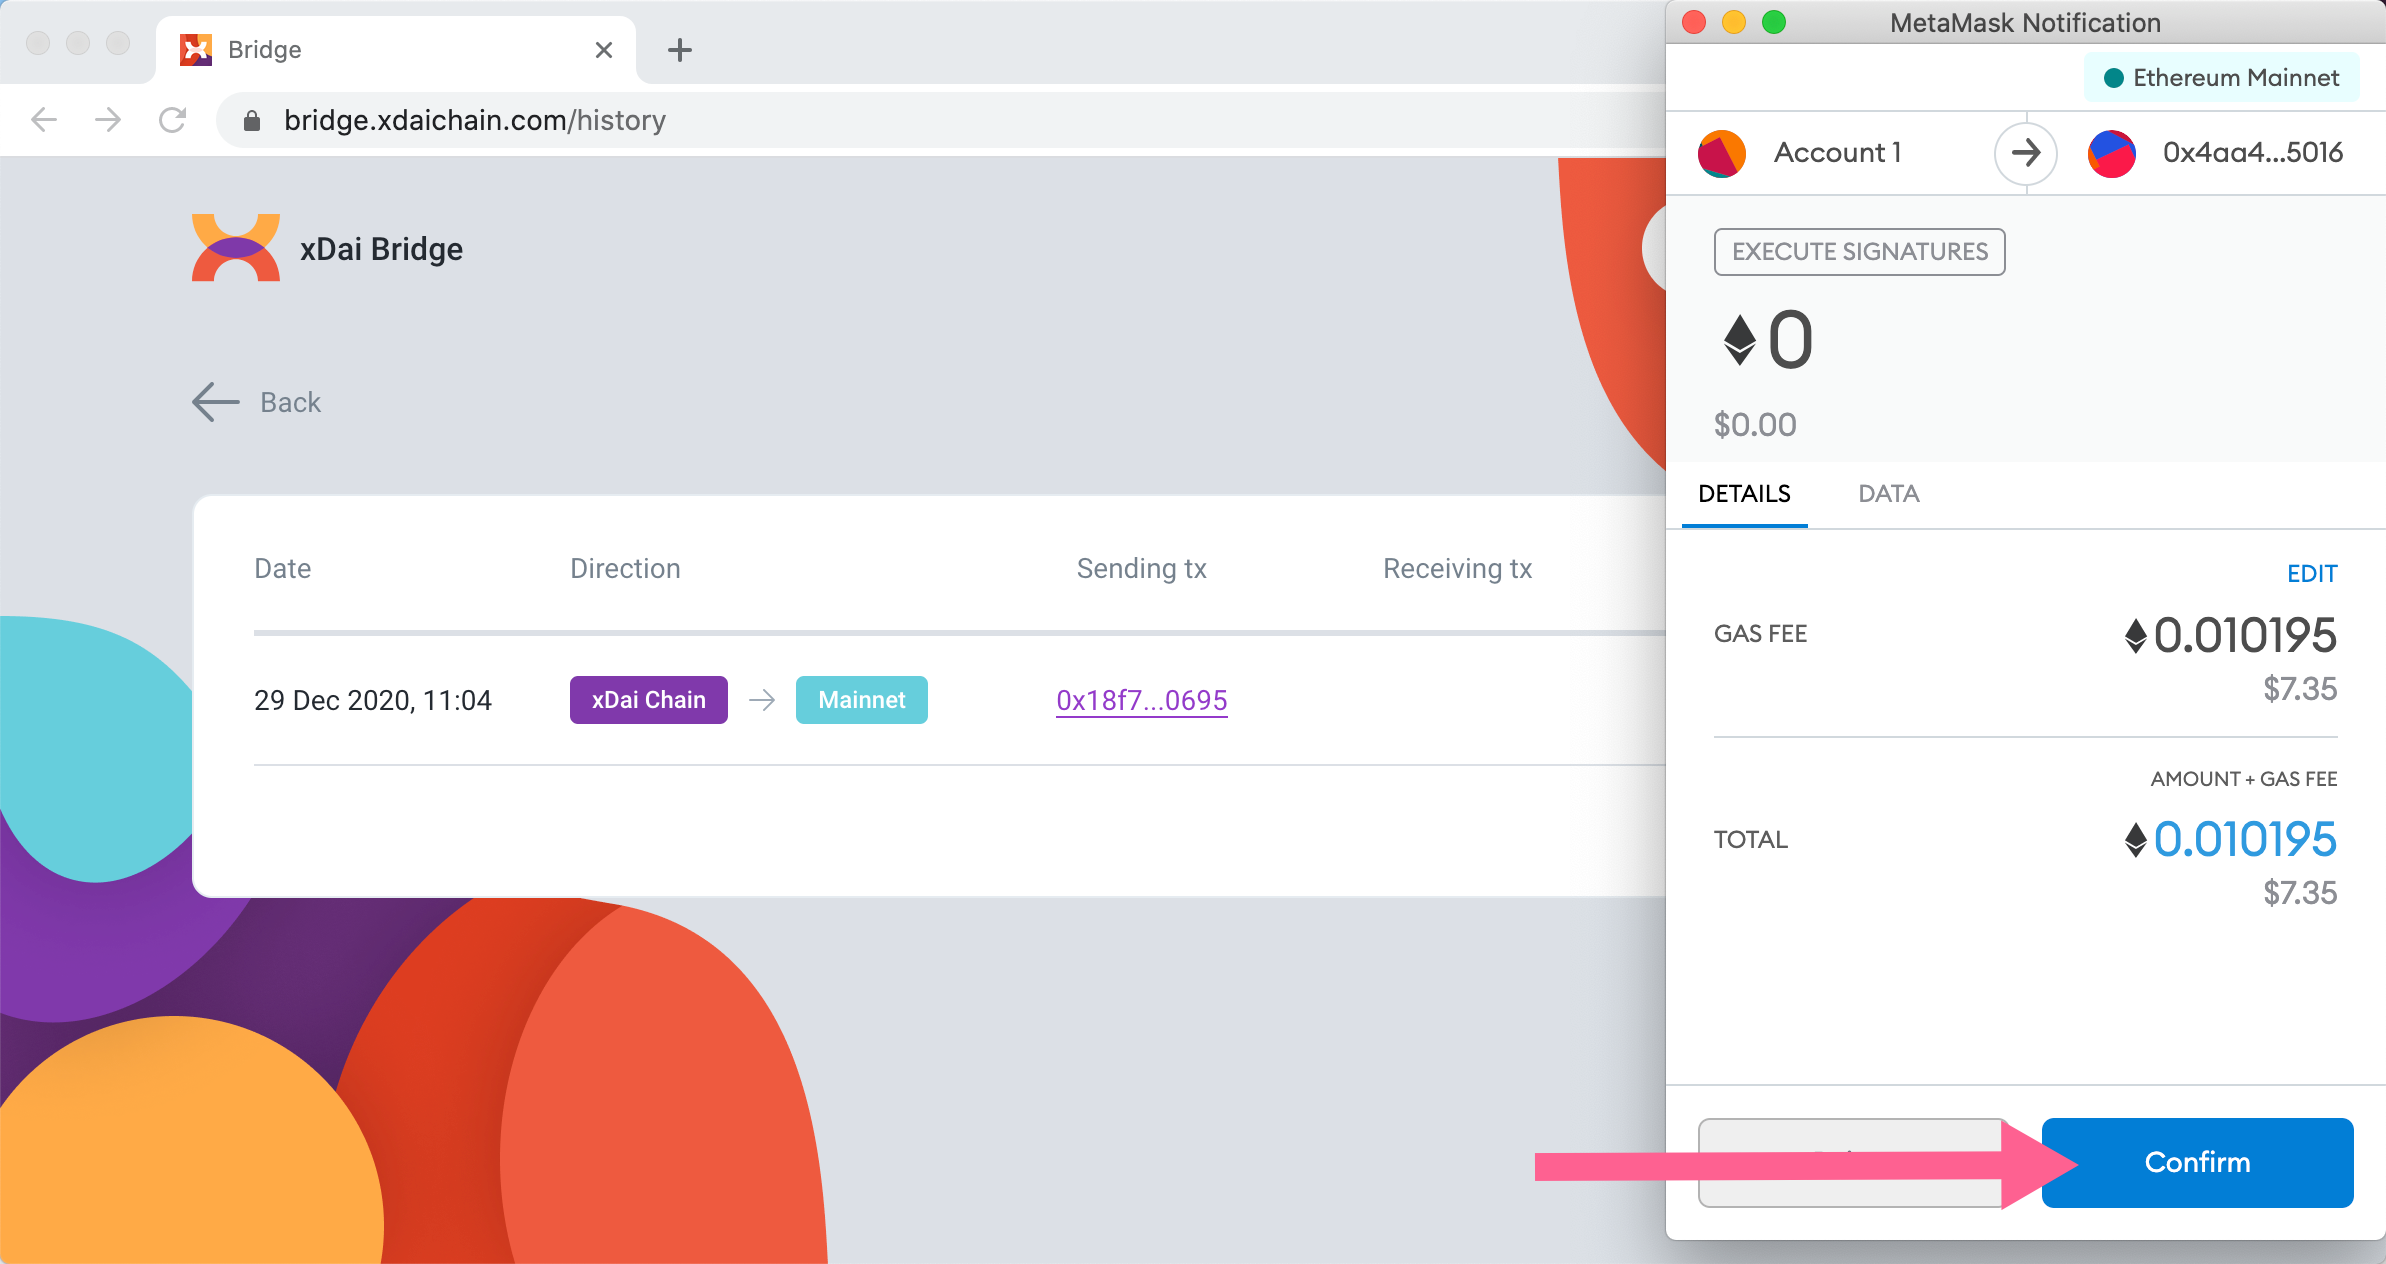 Bridge
bridge.xdaichain.com/history
xDai Bridge
Back
Date Direction Sending tx Receiving tx
29 Dec 2020, 11:04 xDai Chain Mainnet 0x18f7...0695
MetaMask Notification
Ethereum Mainnet
Account 1 0x4aa4...5016
EXECUTE SIGNATURES
0
$0.00
DETAILS DATA
EDIT
GAS FEE 0.010195
$7.35
AMOUNT + GAS FEE
TOTAL 0.010195
$7.35
Confirm